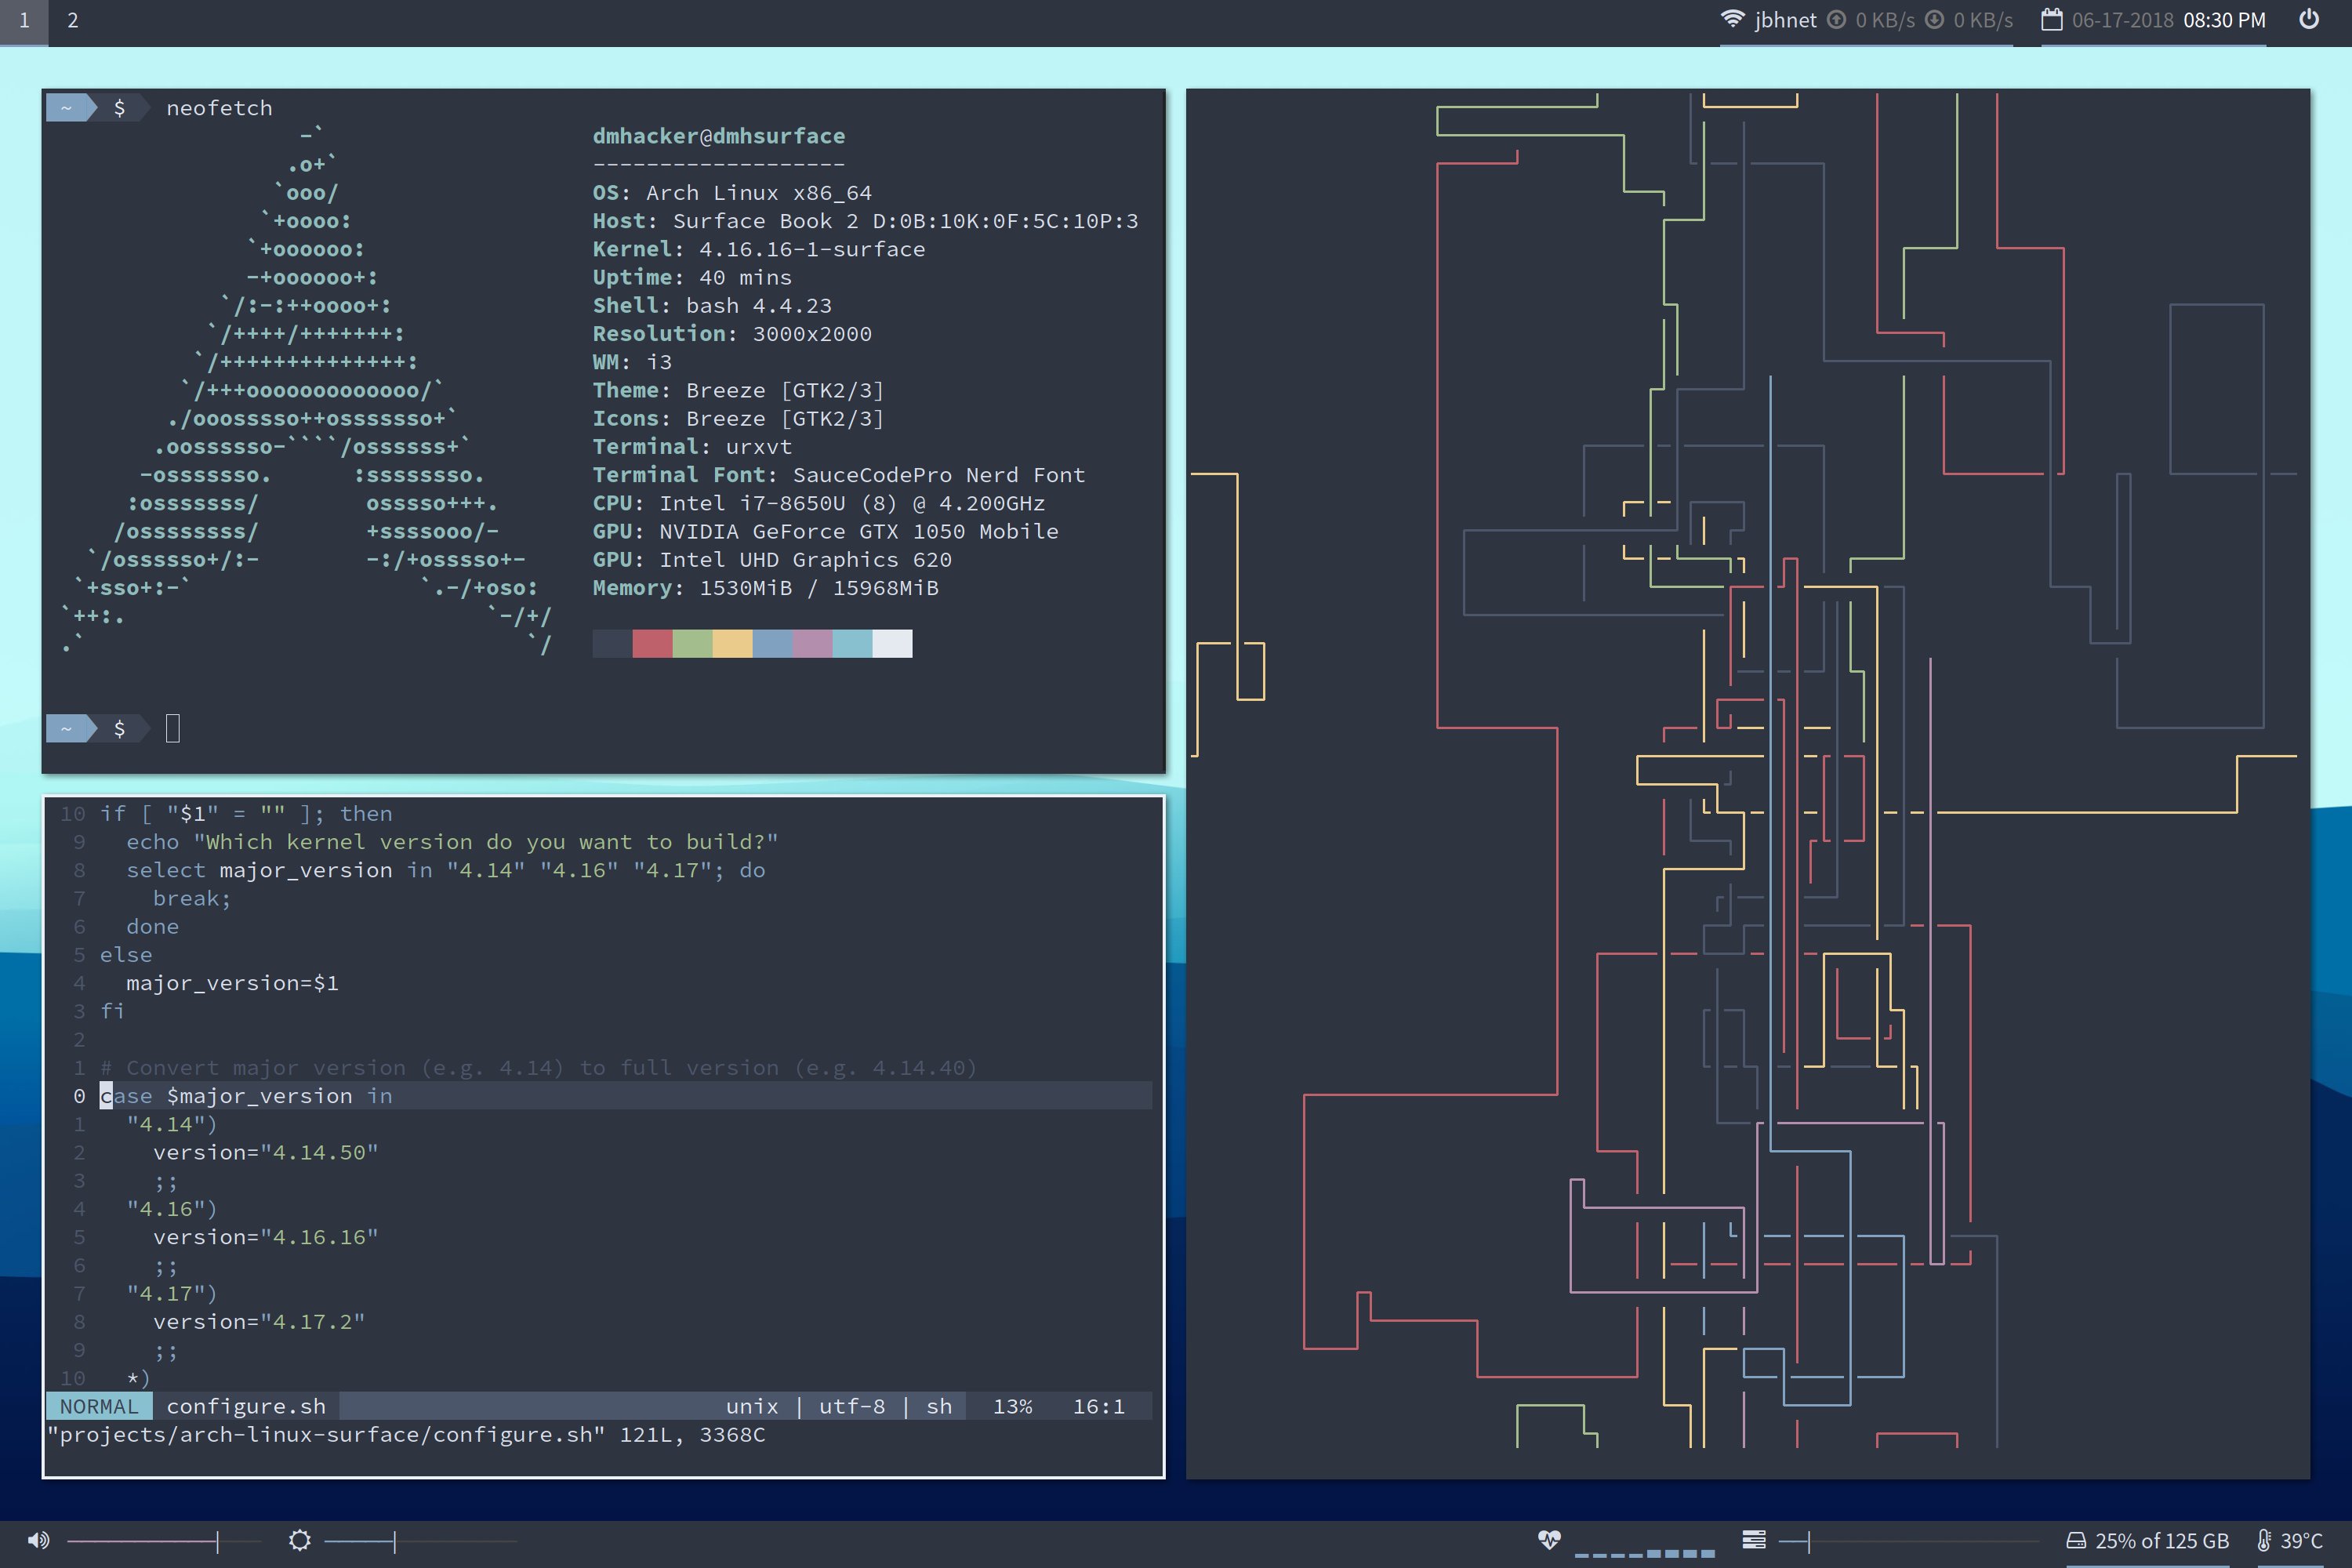 1 2 jbhnet 0 KB/s 0 KB/s 06-17-2018 08:30 PM
~ $ neofetch
-`
.o+`
`ooo/
`+oooo:
`+oooooo:
-+oooooo+:
`/:-:++oooo+:
`/++++/+++++++:
`/++++++++++++++:
`/+++ooooooooooooo/`
./ooosssso++osssssso+`
.oossssso-````/ossssss+`
-osssssso. :ssssssso.
:osssssss/ osssso+++.
/ossssssss/ +ssssooo/-
`/ossssso+/:- -:/+osssso+-
`+sso+:-` `.-/+oso:
`++:. `-/+/
.` `/
dmhacker@dmhsurface
-------------------
OS: Arch Linux x86_64
Host: Surface Book 2 D:0B:10K:0F:5C:10P:3
Kernel: 4.16.16-1-surface
Uptime: 40 mins
Shell: bash 4.4.23
Resolution: 3000x2000
WM: i3
Theme: Breeze [GTK2/3]
Icons: Breeze [GTK2/3]
Terminal: urxvt
Terminal Font: SauceCodePro Nerd Font
CPU: Intel i7-8650U (8) @ 4.200GHz
GPU: NVIDIA GeForce GTX 1050 Mobile
GPU: Intel UHD Graphics 620
Memory: 1530MiB / 15968MiB
~ $
10 if [ "$1" = "" ]; then
9   echo "Which kernel version do you want to build?"
8   select major_version in "4.14" "4.16" "4.17"; do
7     break;
6   done
5 else
4   major_version=$1
3 fi
2
1 # Convert major version (e.g. 4.14) to full version (e.g. 4.14.40)
0 case $major_version in
1   "4.14")
2     version="4.14.50"
3     ;;
4   "4.16")
5     version="4.16.16"
6     ;;
7   "4.17")
8     version="4.17.2"
9     ;;
10   *)
NORMAL configure.sh unix | utf-8 | sh 13% 16:1
"projects/arch-linux-surface/configure.sh" 121L, 3368C
25% of 125 GB 39°C